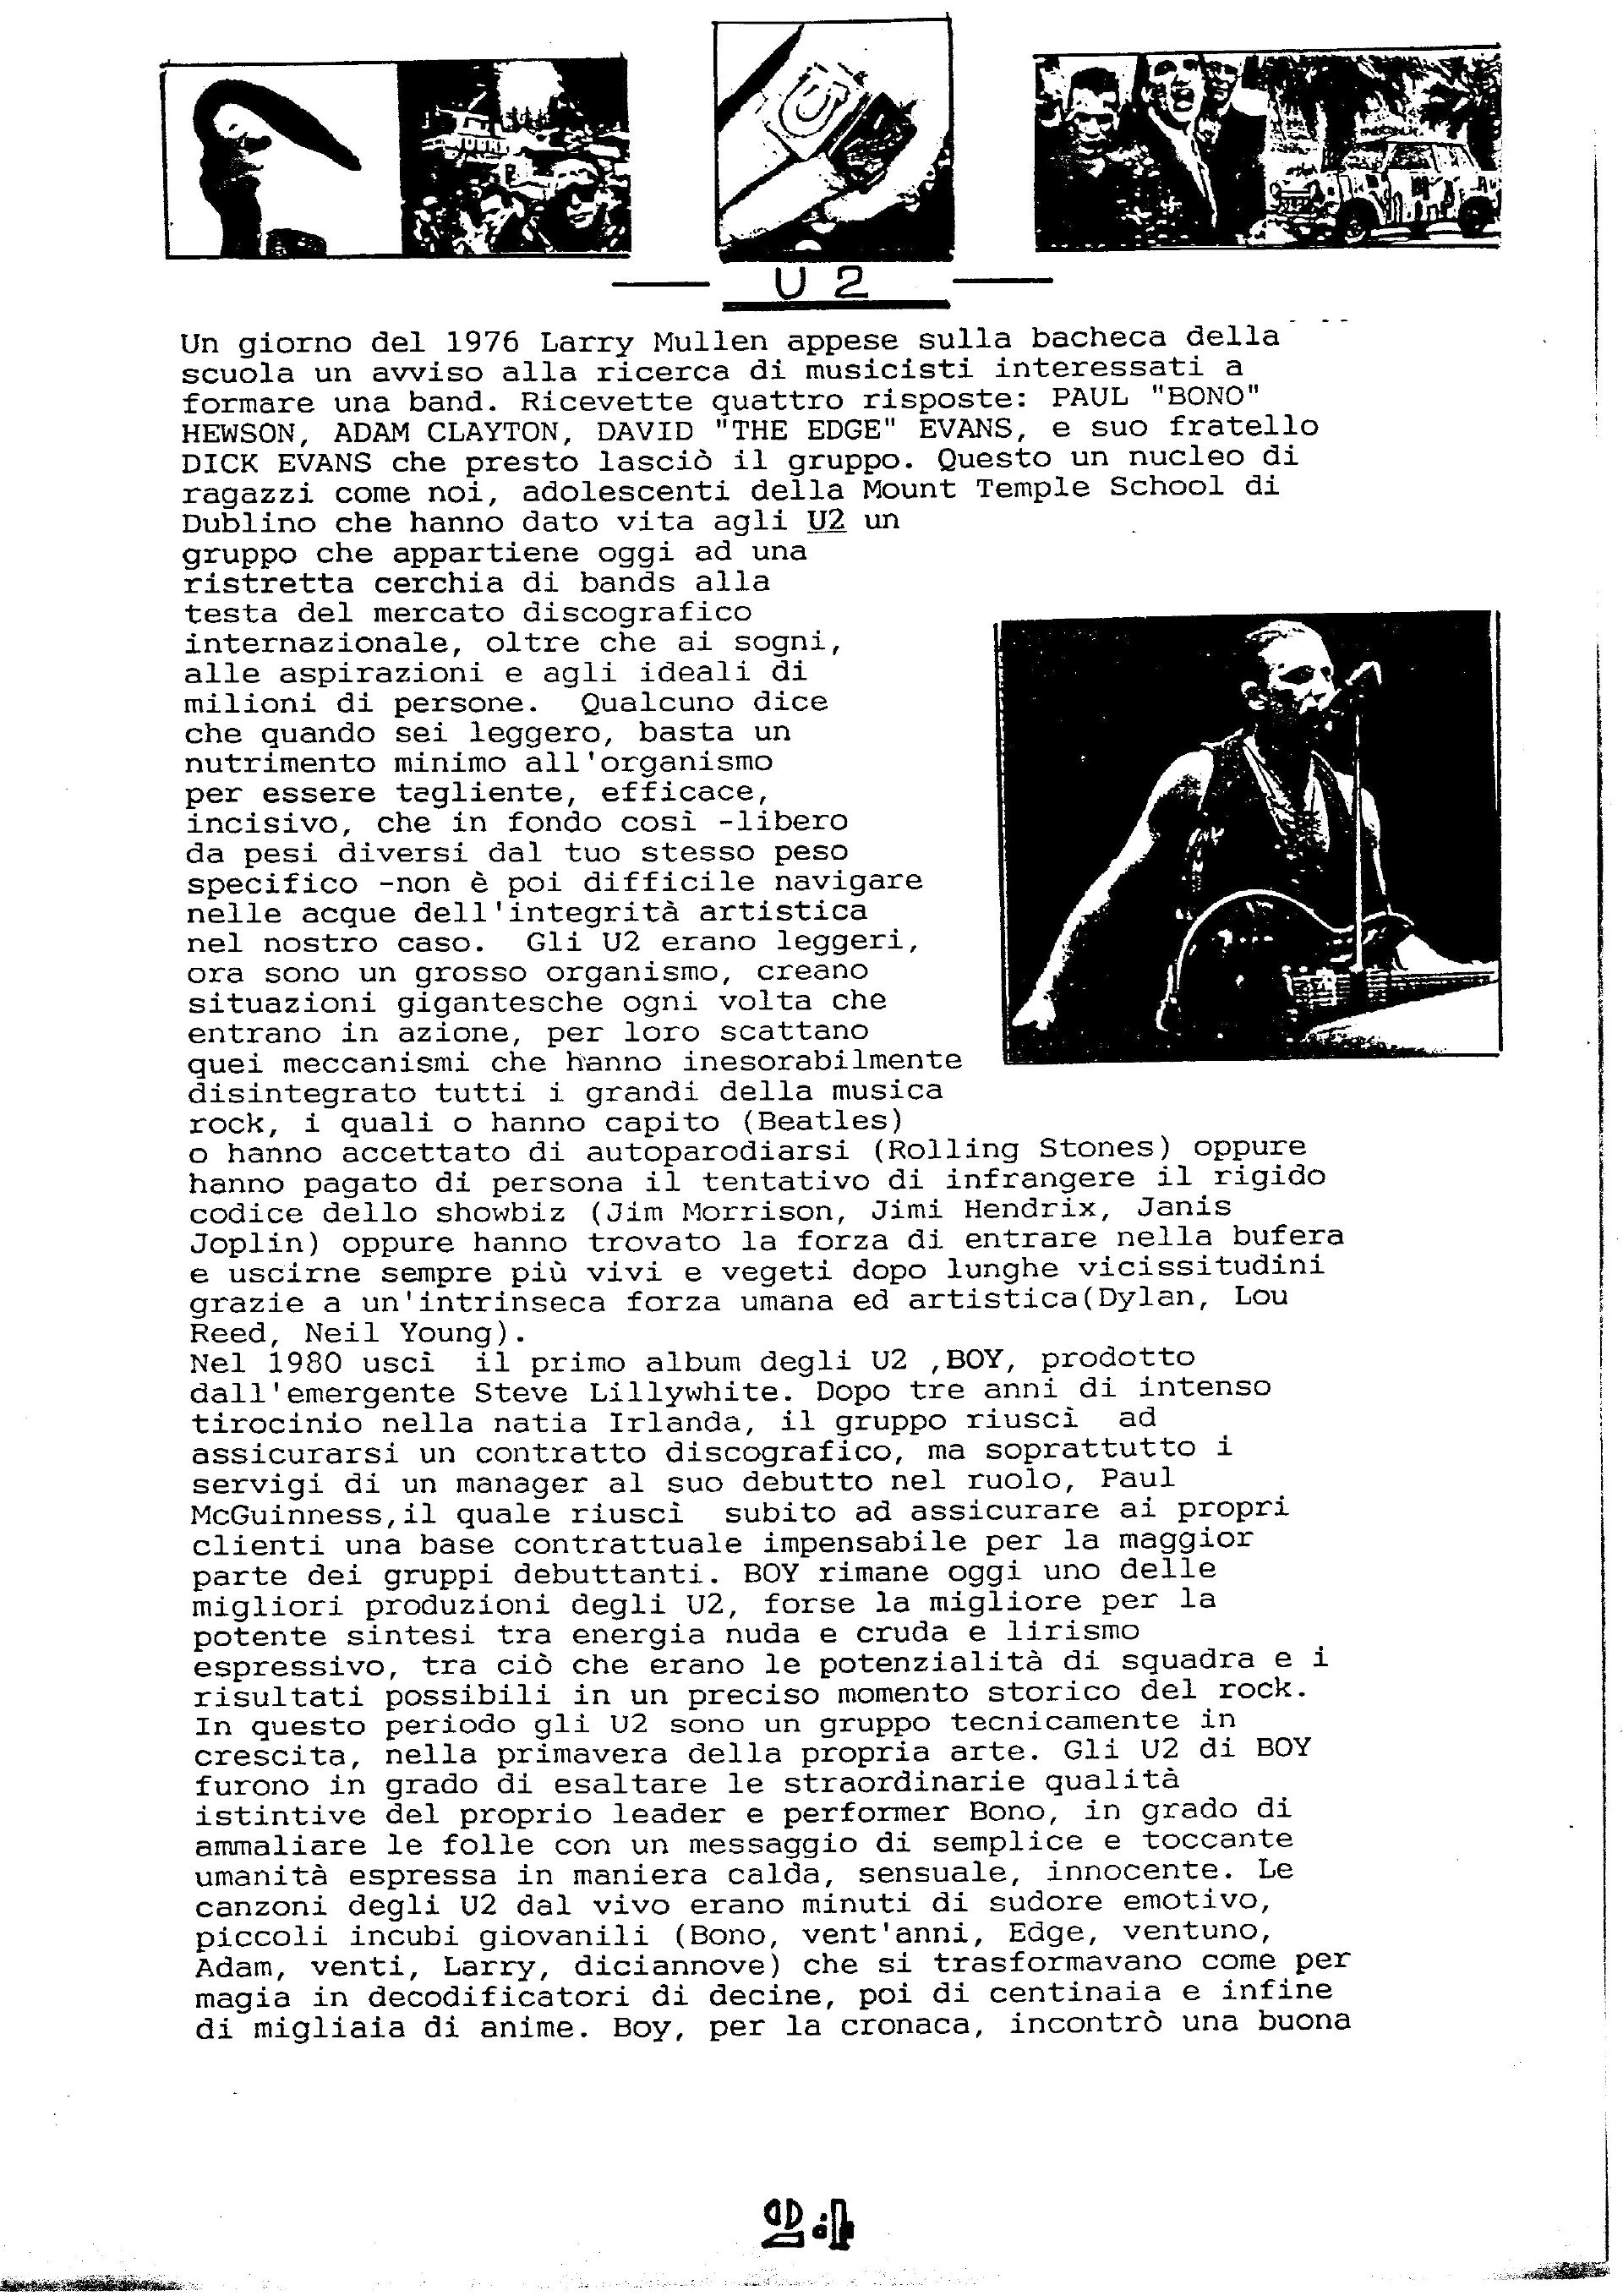 U 2
Un giorno del 1976 Larry Mullen appese sulla bacheca della
scuola un avviso alla ricerca di musicisti interessati a
formare una band. Ricevette quattro risposte: PAUL "BONO"
HEWSON, ADAM CLAYTON, DAVID "THE EDGE" EVANS, e suo fratello
DICK EVANS che presto lasciò il gruppo. Questo un nucleo di
ragazzi come noi, adolescenti della Mount Temple School di
Dublino che hanno dato vita agli U2 un
gruppo che appartiene oggi ad una
ristretta cerchia di bands alla
testa del mercato discografico
internazionale, oltre che ai sogni,
alle aspirazioni e agli ideali di
milioni di persone.  Qualcuno dice
che quando sei leggero, basta un
nutrimento minimo all'organismo
per essere tagliente, efficace,
incisivo, che in fondo così -libero
da pesi diversi dal tuo stesso peso
specifico -non è poi difficile navigare
nelle acque dell'integrità artistica
nel nostro caso.  Gli U2 erano leggeri,
ora sono un grosso organismo, creano
situazioni gigantesche ogni volta che
entrano in azione, per loro scattano
quei meccanismi che hanno inesorabilmente
disintegrato tutti i grandi della musica
rock, i quali o hanno capito (Beatles)
o hanno accettato di autoparodiarsi (Rolling Stones) oppure
hanno pagato di persona il tentativo di infrangere il rigido
codice dello showbiz (Jim Morrison, Jimi Hendrix, Janis
Joplin) oppure hanno trovato la forza di entrare nella bufera
e uscirne sempre più vivi e vegeti dopo lunghe vicissitudini
grazie a un'intrinseca forza umana ed artistica(Dylan, Lou
Reed, Neil Young).
Nel 1980 uscì  il primo album degli U2 ,BOY, prodotto
dall'emergente Steve Lillywhite. Dopo tre anni di intenso
tirocinio nella natia Irlanda, il gruppo riuscì  ad
assicurarsi un contratto discografico, ma soprattutto i
servigi di un manager al suo debutto nel ruolo, Paul
McGuinness,il quale riuscì  subito ad assicurare ai propri
clienti una base contrattuale impensabile per la maggior
parte dei gruppi debuttanti. BOY rimane oggi uno delle
migliori produzioni degli U2, forse la migliore per la
potente sintesi tra energia nuda e cruda e lirismo
espressivo, tra ciò che erano le potenzialità di squadra e i
risultati possibili in un preciso momento storico del rock.
In questo periodo gli U2 sono un gruppo tecnicamente in
crescita, nella primavera della propria arte. Gli U2 di BOY
furono in grado di esaltare le straordinarie qualità
istintive del proprio leader e performer Bono, in grado di
ammaliare le folle con un messaggio di semplice e toccante
umanità espressa in maniera calda, sensuale, innocente. Le
canzoni degli U2 dal vivo erano minuti di sudore emotivo,
piccoli incubi giovanili (Bono, vent'anni, Edge, ventuno,
Adam, venti, Larry, diciannove) che si trasformavano come per
magia in decodificatori di decine, poi di centinaia e infine
di migliaia di anime. Boy, per la cronaca, incontrò una buona